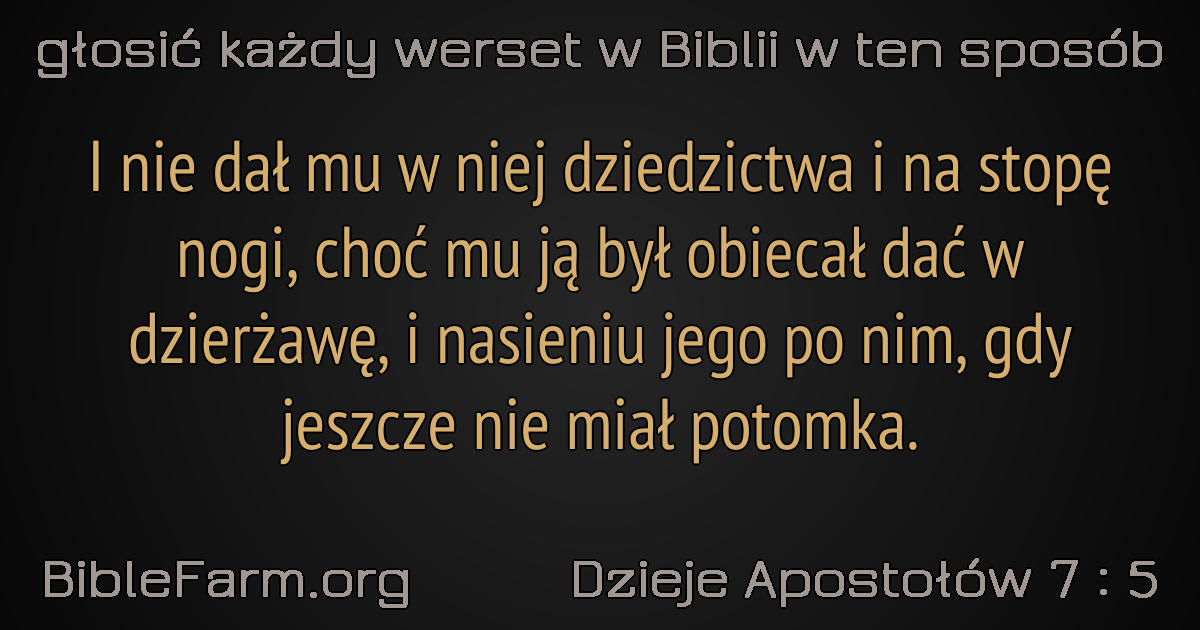 głosić każdy werset w Biblii w ten sposób
I nie dał mu w niej dziedzictwa i na stopę
nogi, choć mu ją był obiecał dać w
dzierżawę, i nasieniu jego po nim, gdy
jeszcze nie miał potomka.
BibleFarm.org
Dzieje Apostołów 7 : 5